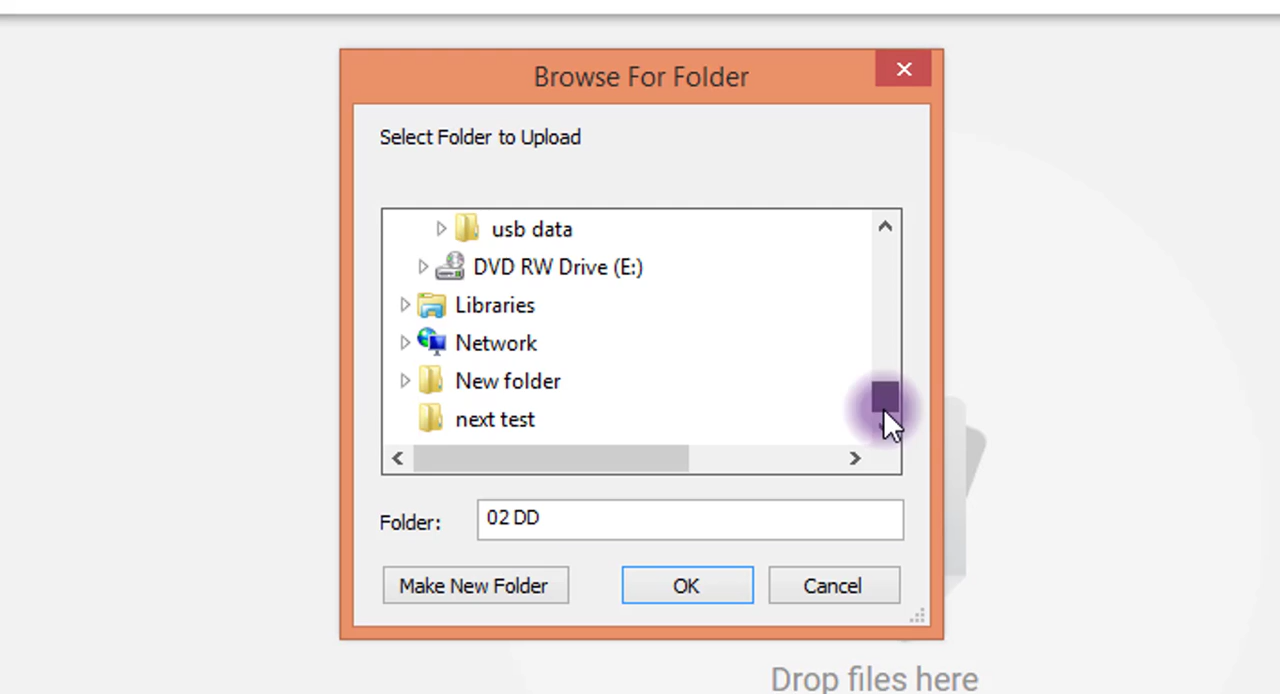 Browse For Folder
Select Folder to Upload
usb data
DVD RW Drive (E:)
Libraries
Network
New folder
next test
Folder: 02 DD
Make New Folder OK Cancel
Drop files here